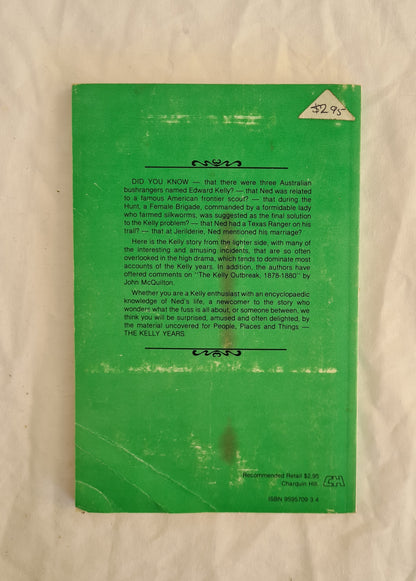 $2.95
DID YOU KNOW — that there were three Australian
bushrangers named Edward Kelly? — that Ned was related
to a famous American frontier scout? — that during the
Hunt, a Female Brigade, commanded by a formidable lady
who farmed silkworms, was suggested as the final solution
to the Kelly problem? — that Ned had a Texas Ranger on his
trail? — that at Jerilderie, Ned mentioned his marriage?
Here is the Kelly story from the lighter side, with many of
the interesting and amusing incidents, that are so often
overlooked in the high drama, which tends to dominate most
accounts of the Kelly years. In addition, the authors have
offered comments on "The Kelly Outbreak, 1878-1880" by
John McQuilton.
Whether you are a Kelly enthusiast with an encyclopaedic
knowledge of Ned's life, a newcomer to the story who
wonders what the fuss is all about, or someone between, we
think you will be surprised, amused and often delighted, by
the material uncovered for People, Places and Things —
THE KELLY YEARS.
Recommended Retail $2.95
Charquin Hill
CH
ISBN 9595709 3 4